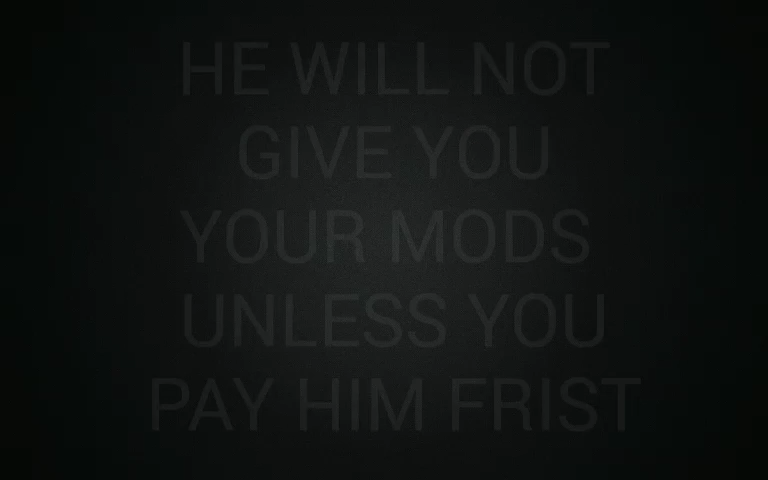 HE WILL NOT
GIVE YOU
YOUR MODS
UNLESS YOU
PAY HIM FRIST